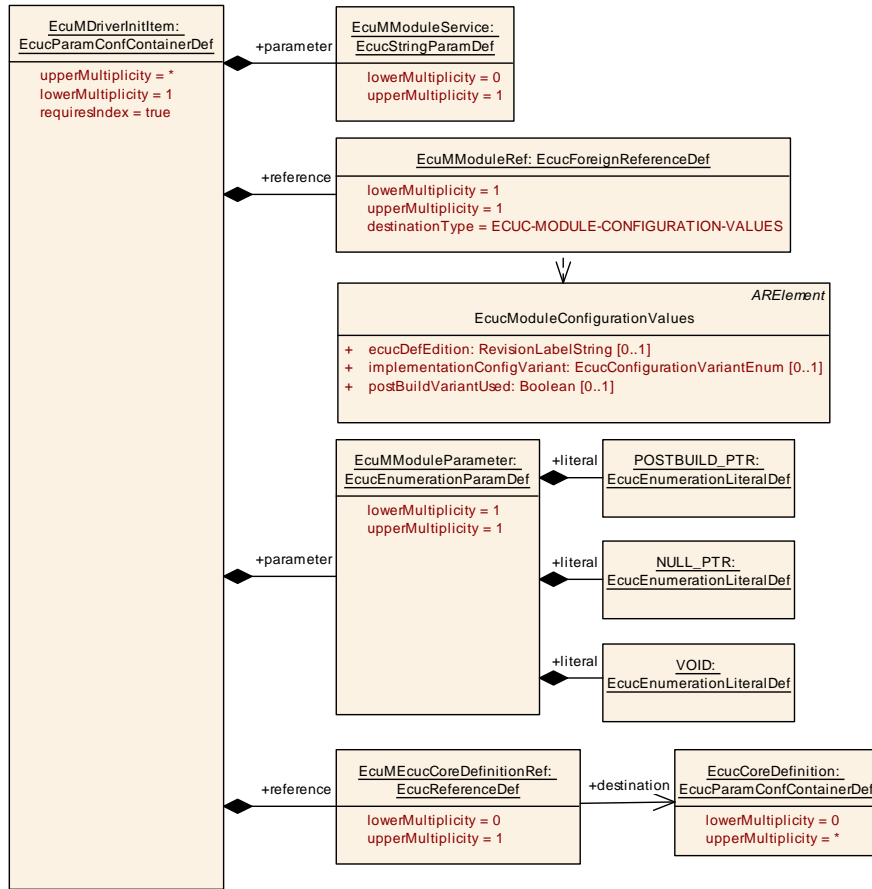 EcuMDriverInitItem:
EcucParamConfContainerDef
upperMultiplicity = *
lowerMultiplicity = 1
requiresIndex = true
+parameter
EcuMModuleService:
EcucStringParamDef
lowerMultiplicity = 0
upperMultiplicity = 1
+reference
EcuMModuleRef: EcucForeignReferenceDef
lowerMultiplicity = 1
upperMultiplicity = 1
destinationType = ECUC-MODULE-CONFIGURATION-VALUES
ARElement
EcucModuleConfigurationValues
+ ecucDefEdition: RevisionLabelString [0..1]
+ implementationConfigVariant: EcucConfigurationVariantEnum [0..1]
+ postBuildVariantUsed: Boolean [0..1]
+parameter
EcuMModuleParameter:
EcucEnumerationParamDef
lowerMultiplicity = 1
upperMultiplicity = 1
+literal
POSTBUILD_PTR:
EcucEnumerationLiteralDef
+literal
NULL_PTR:
EcucEnumerationLiteralDef
+literal
VOID:
EcucEnumerationLiteralDef
+reference
EcuMEcucCoreDefinitionRef:
EcucReferenceDef
lowerMultiplicity = 0
upperMultiplicity = 1
+destination
EcucCoreDefinition:
EcucParamConfContainerDef
lowerMultiplicity = 0
upperMultiplicity = *